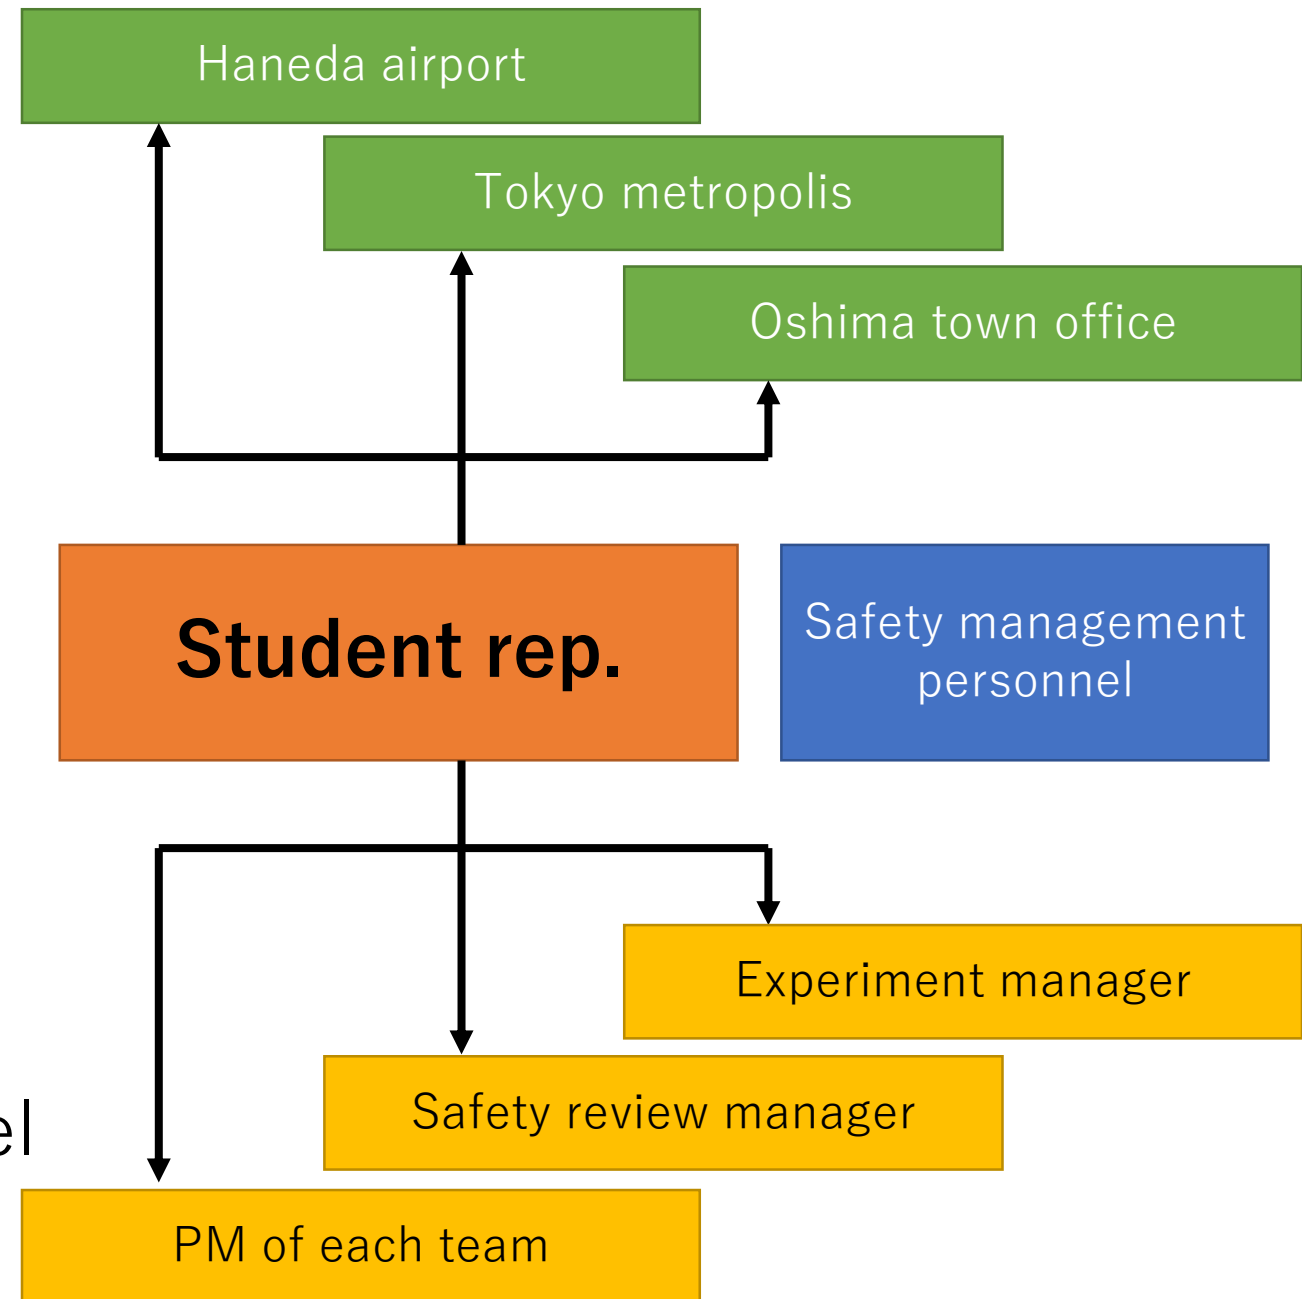 Haneda airport
Tokyo metropolis
Oshima town office
Student rep.
Safety management
personnel
Experiment manager
Safety review manager
el
PM of each team